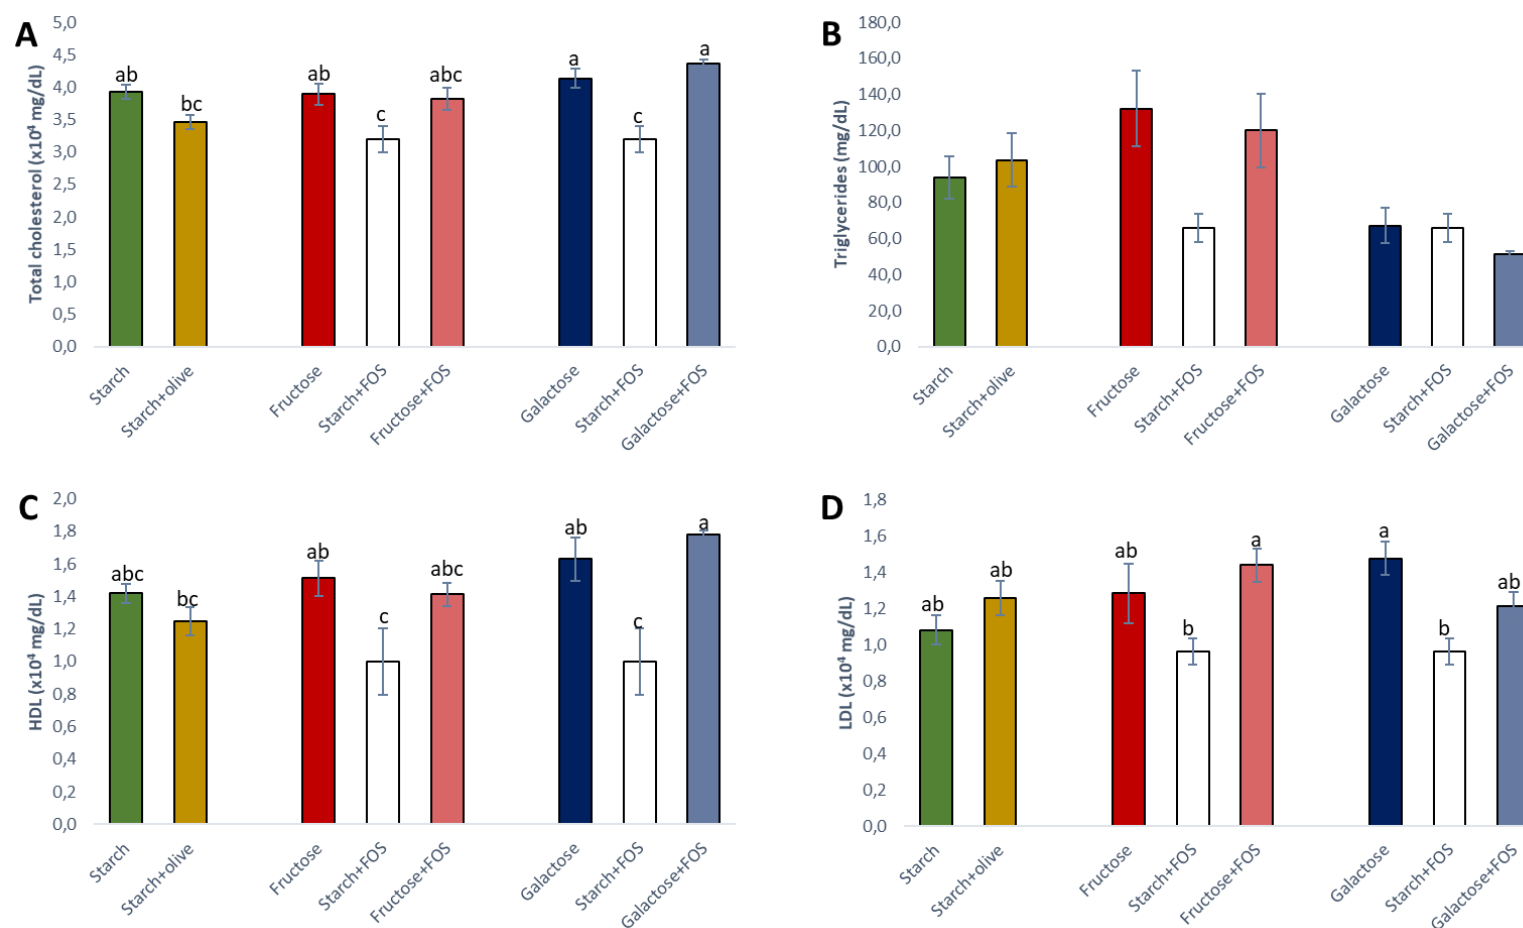 A
Total cholesterol (x10⁴ mg/dL)
5,0
4,5
4,0
3,5
3,0
2,5
2,0
1,5
1,0
0,5
0,0
ab
bc
ab
c
abc
a
c
a
Starch
Starch+olive
Fructose
Starch+FOS
Fructose+FOS
Galactose
Starch+FOS
Galactose+FOS
B
Triglycerides (mg/dL)
180,0
160,0
140,0
120,0
100,0
80,0
60,0
40,0
20,0
0,0
Starch
Starch+olive
Fructose
Starch+FOS
Fructose+FOS
Galactose
Starch+FOS
Galactose+FOS
C
HDL (x10⁴ mg/dL)
2,0
1,8
1,6
1,4
1,2
1,0
0,8
0,6
0,4
0,2
0,0
abc
bc
ab
c
abc
ab
c
a
Starch
Starch+olive
Fructose
Starch+FOS
Fructose+FOS
Galactose
Starch+FOS
Galactose+FOS
D
LDL (x10⁴ mg/dL)
1,8
1,6
1,4
1,2
1,0
0,8
0,6
0,4
0,2
0,0
ab
ab
ab
b
a
a
b
ab
Starch
Starch+olive
Fructose
Starch+FOS
Fructose+FOS
Galactose
Starch+FOS
Galactose+FOS